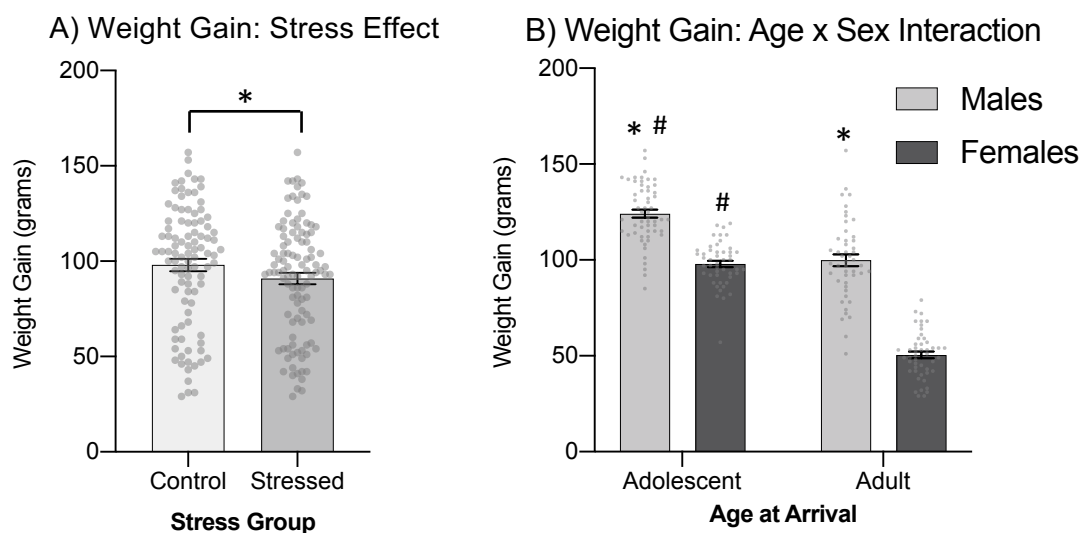 A) Weight Gain: Stress Effect
200
150
100
50
0
Weight Gain (grams)
*
Control Stressed
Stress Group
B) Weight Gain: Age x Sex Interaction
200
150
100
50
0
Weight Gain (grams)
Males
Females
* #
#
*
Adolescent Adult
Age at Arrival